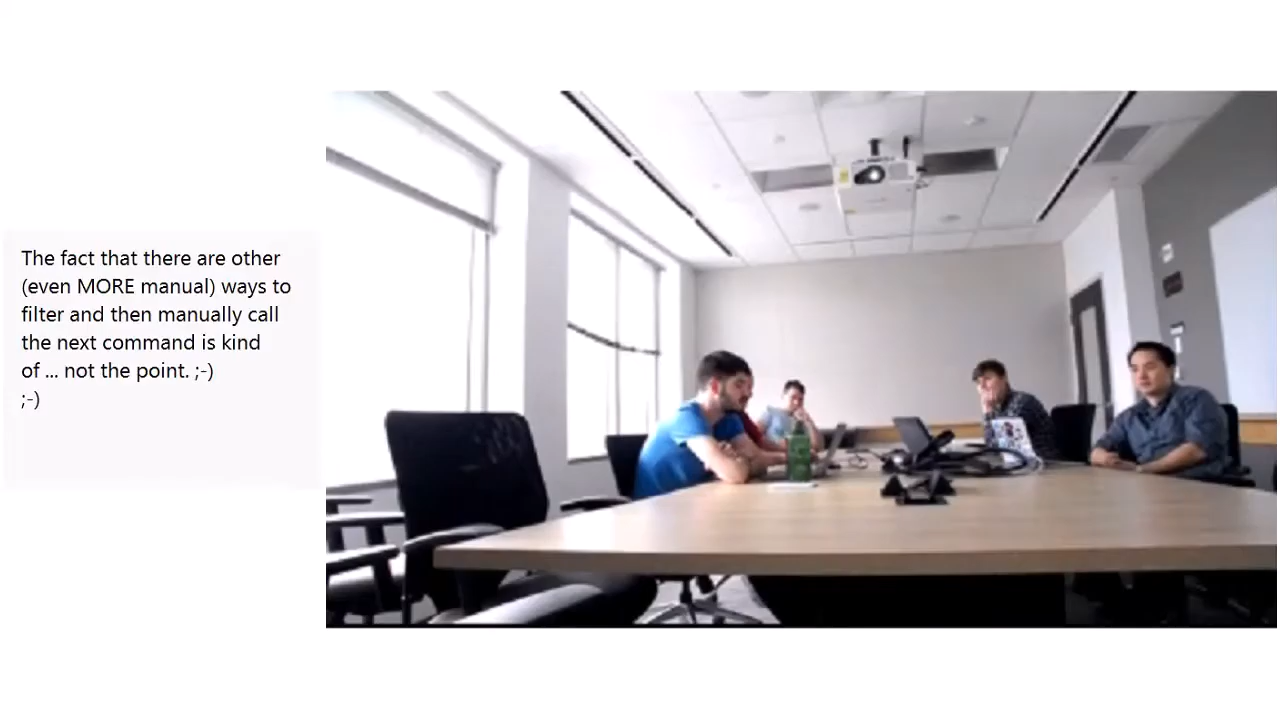 The fact that there are other
(even MORE manual) ways to
filter and then manually call
the next command is kind
of ... not the point. ;-)
;-)